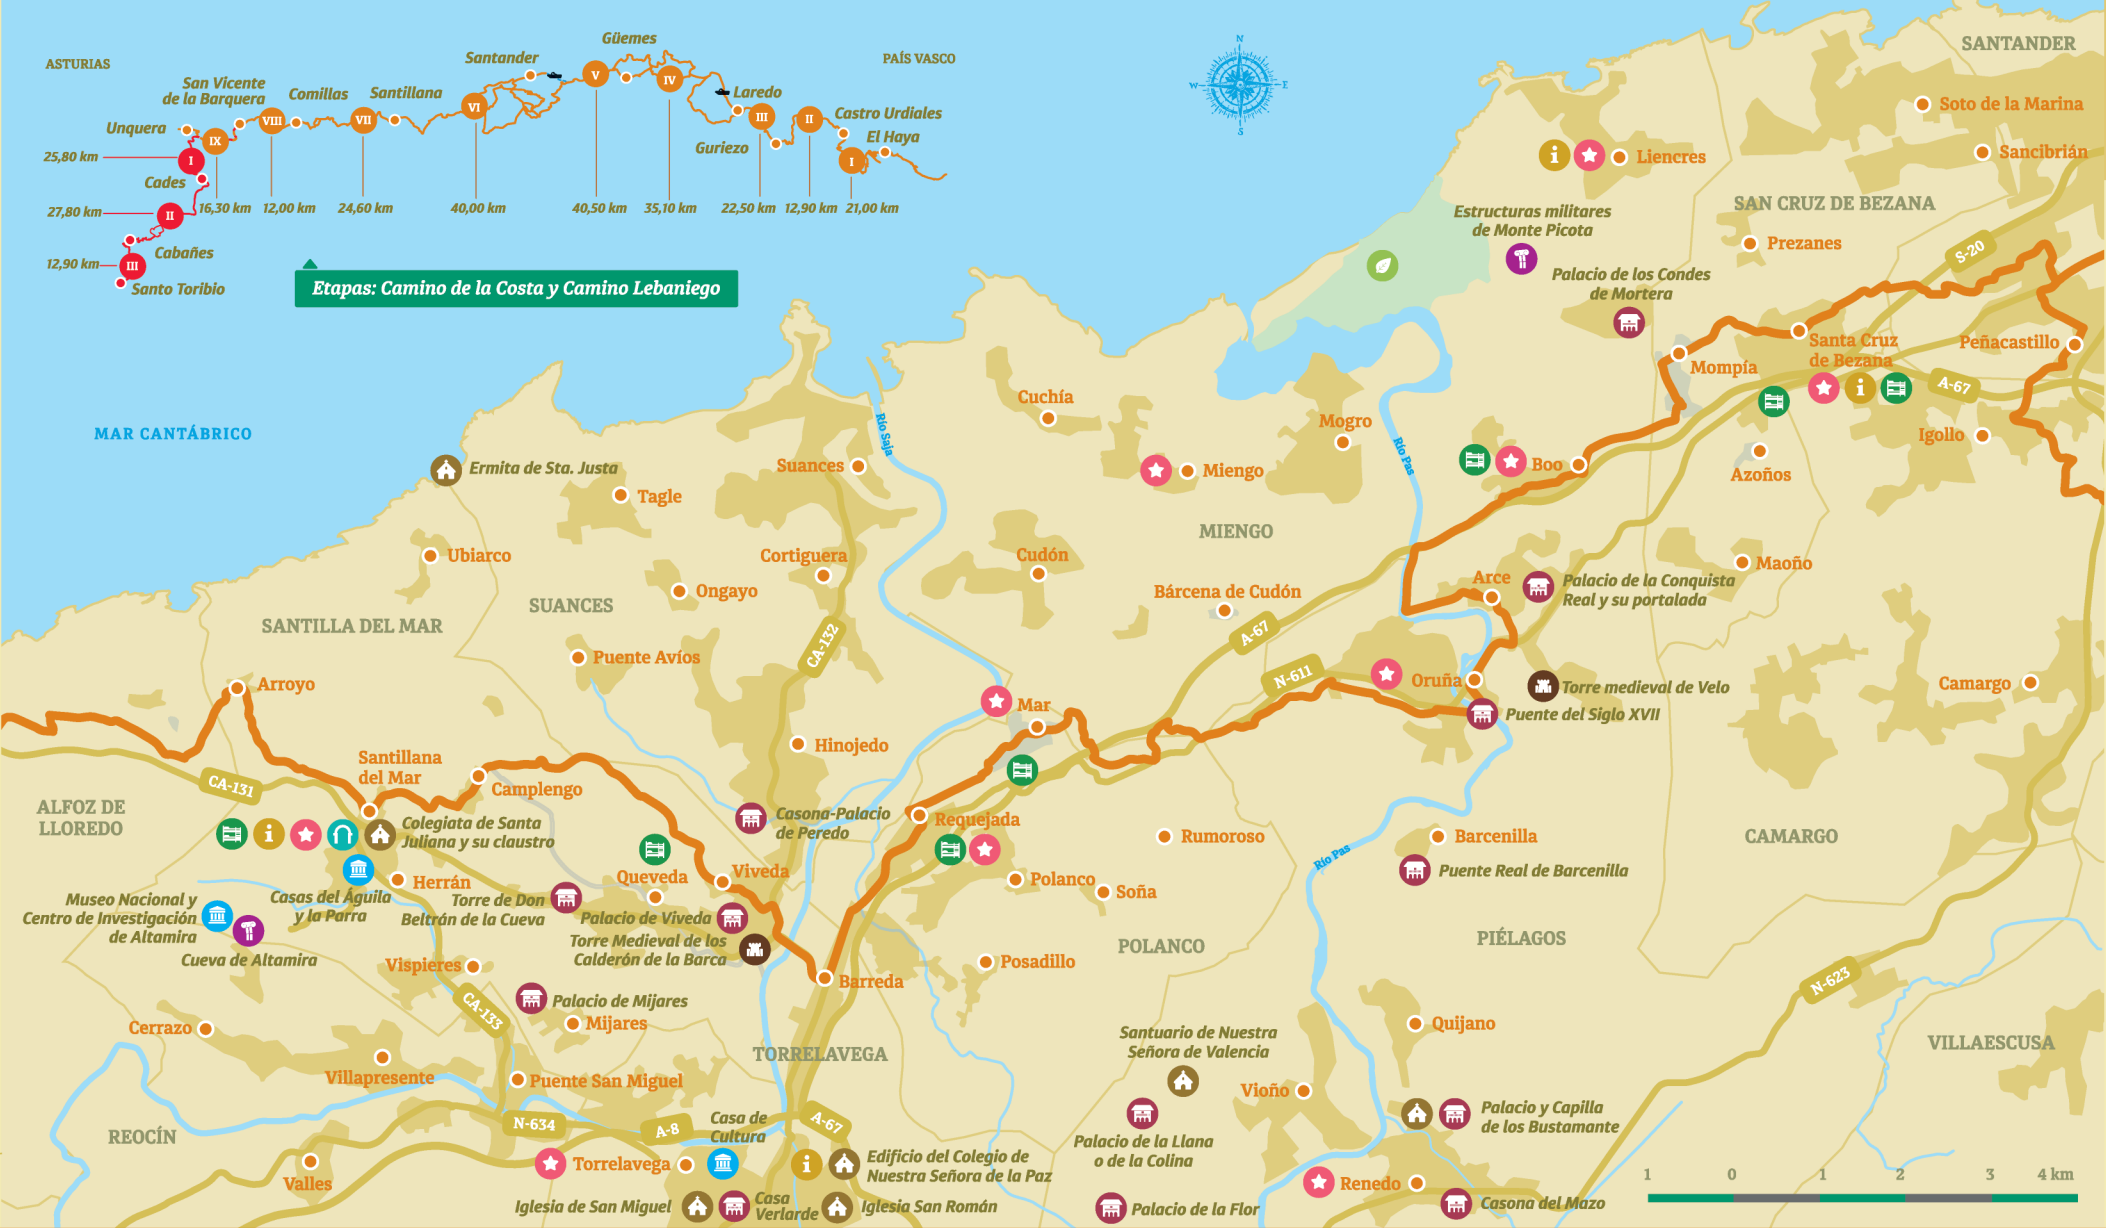 ASTURIAS
PAÍS VASCO
Unquera
San Vicente
de la Barquera
Comillas
Santillana
Santander
Güemes
Laredo
Guriezo
Castro Urdiales
El Haya
Cades
Cabañes
Santo Toribio
I
II
III
IX
VIII
VII
VI
V
IV
III
II
I
25,80 km
27,80 km
12,90 km
16,30 km
12,00 km
24,60 km
40,00 km
40,50 km
35,10 km
22,50 km
12,90 km
21,00 km
Etapas: Camino de la Costa y Camino Lebaniego
N
W
E
S
MAR CANTÁBRICO
SANTANDER
Soto de la Marina
Sancibrián
Liencres
SAN CRUZ DE BEZANA
Prezanes
S-20
Estructuras militares
de Monte Picota
Palacio de los Condes
de Mortera
Santa Cruz
de Bezana
Peñacastillo
Mompía
A-67
Igollo
Azoños
Maoño
Boo
Cuchía
Mogro
Miengo
MIENGO
Río Saja
Río Pas
Suances
Ermita de Sta. Justa
Tagle
Ubiarco
Ongayo
Cortiguera
Cudón
Bárcena de Cudón
Arce
Palacio de la Conquista
Real y su portalada
SANTILLA DEL MAR
SUANCES
CA-132
A-67
N-611
Puente Avíos
Arroyo
Oruña
Torre medieval de Velo
Puente del Siglo XVII
Camargo
Mar
Hinojedo
Santillana
del Mar
CA-131
Camplengo
ALFOZ DE
LLOREDO
Colegiata de Santa
Juliana y su claustro
Casona-Palacio
de Peredo
Requejada
Rumoroso
Barcenilla
CAMARGO
Río Pas
Puente Real de Barcenilla
Herrán
Queveda
Viveda
Polanco
Soña
Museo Nacional y
Centro de Investigación
de Altamira
Casas del Águila
y la Parra
Torre de Don
Beltrán de la Cueva
Palacio de Viveda
Torre Medieval de los
Calderón de la Barca
Cueva de Altamira
Vispieres
Barreda
Posadillo
POLANCO
PIÉLAGOS
N-623
Palacio de Mijares
Mijares
CA-133
Cerrazo
Villapresente
TORRELAVEGA
Santuario de Nuestra
Señora de Valencia
Quijano
VILLAESCUSA
Puente San Miguel
Vioño
Palacio de la Llana
o de la Colina
Palacio y Capilla
de los Bustamante
REOCÍN
N-634
A-8
Casa de
Cultura
A-67
Valles
Torrelavega
Edificio del Colegio de
Nuestra Señora de la Paz
Renedo
Iglesia de San Miguel
Casa
Verlarde
Iglesia San Román
Palacio de la Flor
Casona del Mazo
1 0 1 2 3 4 km